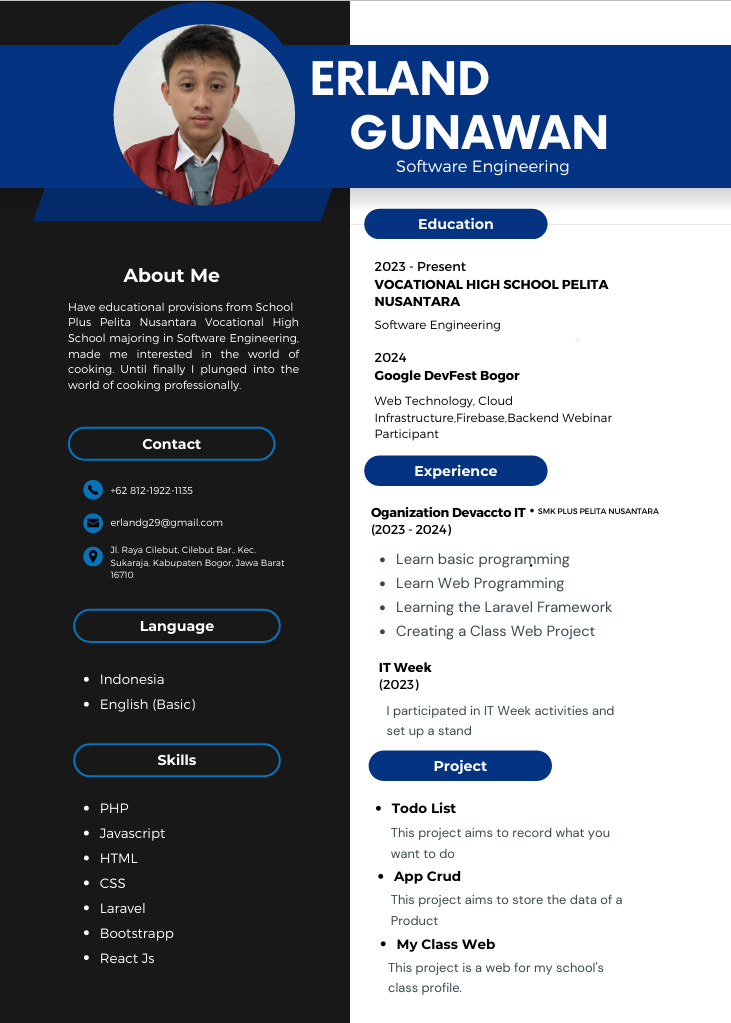 ERLAND
GUNAWAN
Software Engineering
About Me
Have educational provisions from School
Plus Pelita Nusantara Vocational High
School majoring in Software Engineering,
made me interested in the world of
cooking. Until finally I plunged into the
world of cooking professionally.
Contact
+62 812-1922-1135
erlandg29@gmail.com
Jl. Raya Cilebut, Cilebut Bar., Kec.
Sukaraja, Kabupaten Bogor, Jawa Barat
16710
Language
• Indonesia
• English (Basic)
Skills
• PHP
• Javascript
• HTML
• CSS
• Laravel
• Bootstrapp
• React Js
Education
2023 - Present
VOCATIONAL HIGH SCHOOL PELITA
NUSANTARA
Software Engineering
2024
Google DevFest Bogor
Web Technology, Cloud
Infrastructure,Firebase,Backend Webinar
Participant
Experience
Oganization Devaccto IT • SMK PLUS PELITA NUSANTARA
(2023 - 2024)
• Learn basic programming
• Learn Web Programming
• Learning the Laravel Framework
• Creating a Class Web Project
IT Week
(2023)
I participated in IT Week activities and
set up a stand
Project
• Todo List
This project aims to record what you
want to do
• App Crud
This project aims to store the data of a
Product
• My Class Web
This project is a web for my school's
class profile.